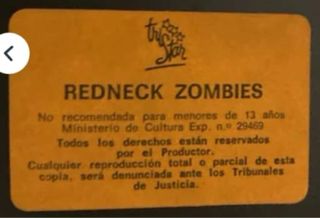 try Star
REDNECK ZOMBIES
No recomendada para menores de 13 años
Ministerio de Cultura Exp. n.º 29469
Todos los derechos están reservados
por el Productor.
Cualquier reproducción total o parcial de esta
copia, será denunciada ante los Tribunales
de Justicia.